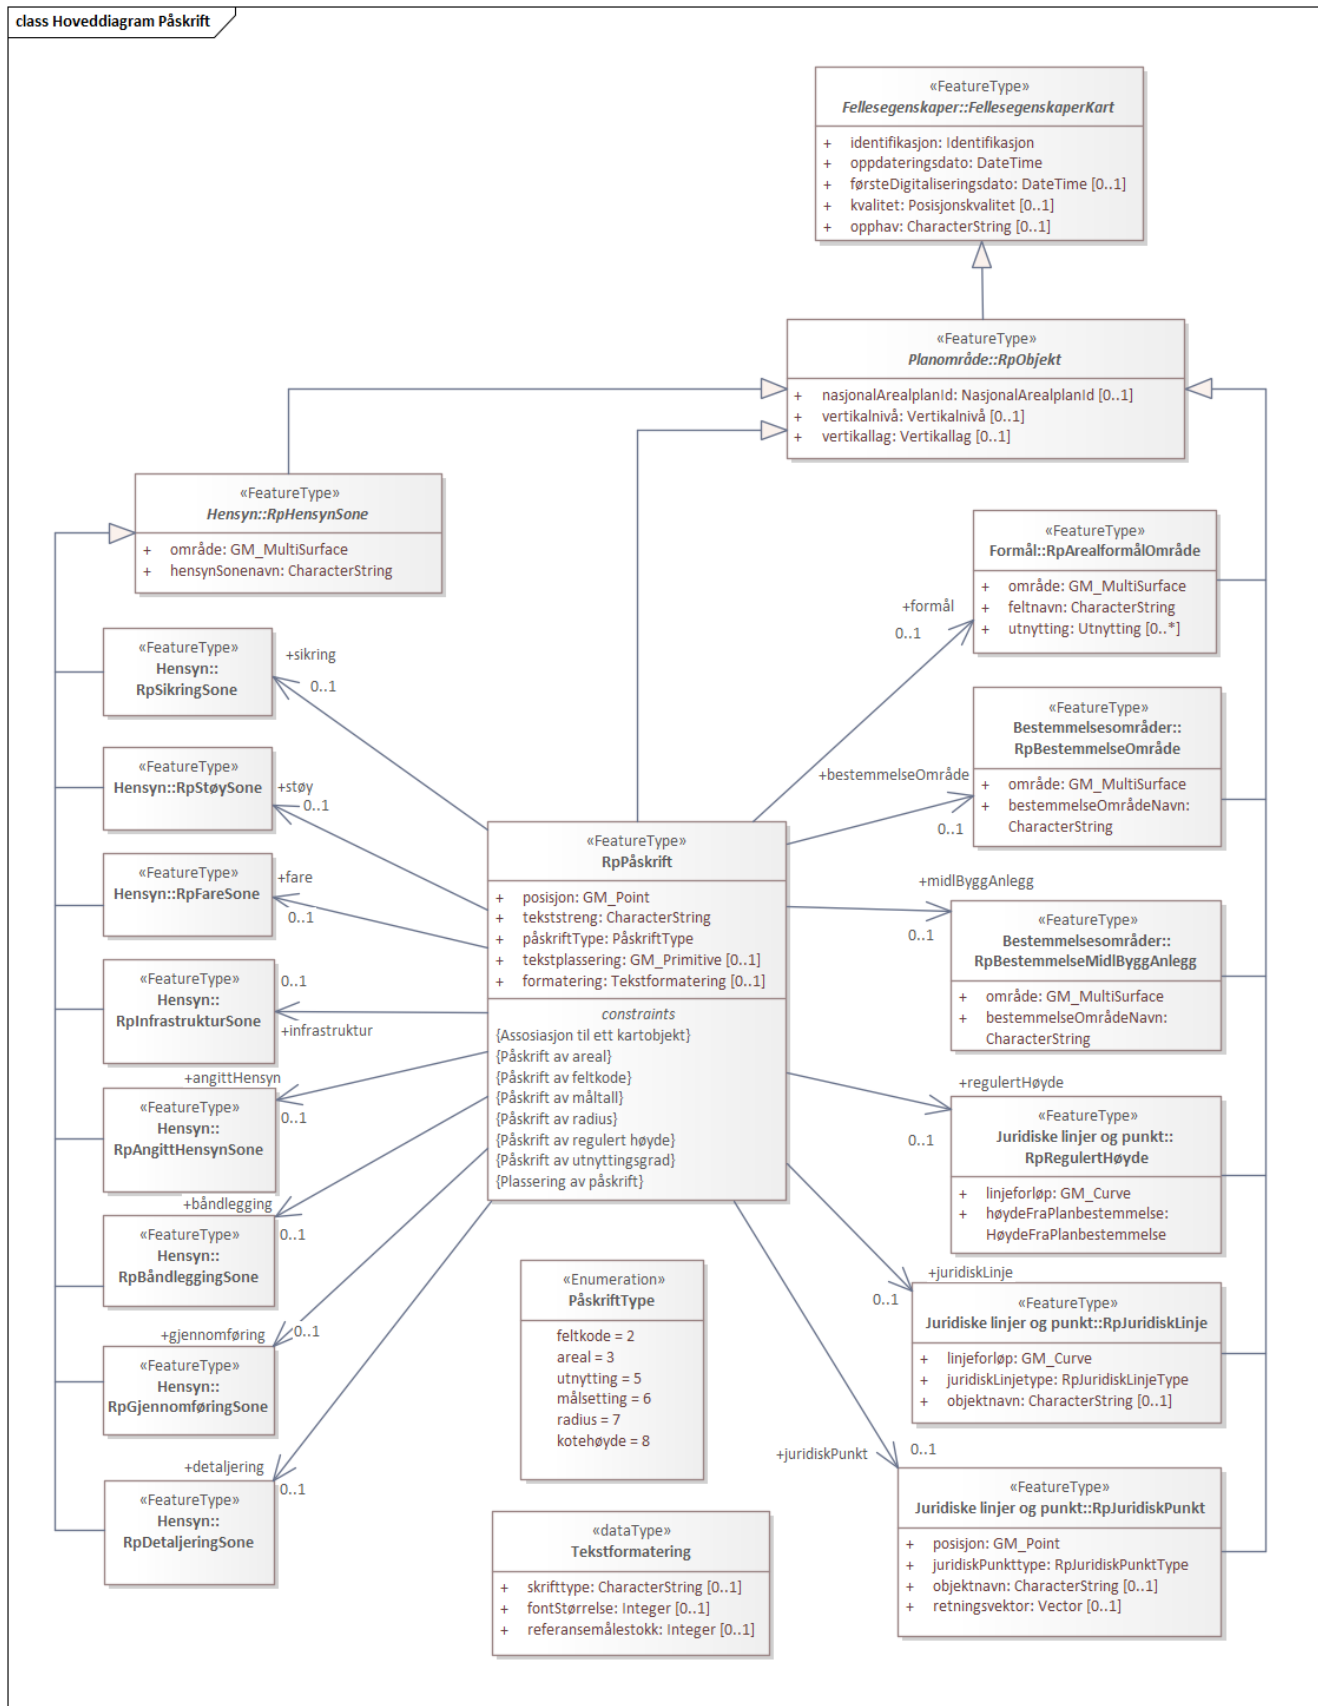 class Hoveddiagram Påskrift
«FeatureType»
Fellesegenskaper::FellesegenskaperKart
+ identifikasjon: Identifikasjon
+ oppdateringsdato: DateTime
+ førsteDigitaliseringsdato: DateTime [0..1]
+ kvalitet: Posisjonskvalitet [0..1]
+ opphav: CharacterString [0..1]
«FeatureType»
Planområde::RpObjekt
+ nasjonalArealplanId: NasjonalArealplanId [0..1]
+ vertikalnivå: Vertikalnivå [0..1]
+ vertikallag: Vertikallag [0..1]
«FeatureType»
Hensyn::RpHensynSone
+ område: GM_MultiSurface
+ hensynSonenavn: CharacterString
«FeatureType»
Formål::RpArealformålOmråde
+ område: GM_MultiSurface
+ feltnavn: CharacterString
+ utnytting: Utnytting [0..*]
+formål
0..1
«FeatureType»
Hensyn::
RpSikringSone
+sikring
0..1
«FeatureType»
Bestemmelsesområder::
RpBestemmelseOmråde
+ område: GM_MultiSurface
+ bestemmelseOmrådeNavn:
CharacterString
+bestemmelseOmråde
0..1
«FeatureType»
Hensyn::RpStøySone
+støy
0..1
«FeatureType»
RpPåskrift
+ posisjon: GM_Point
+ tekststreng: CharacterString
+ påskriftType: PåskriftType
+ tekstplassering: GM_Primitive [0..1]
+ formatering: Tekstformatering [0..1]
constraints
{Assosiasjon til ett kartobjekt}
{Påskrift av areal}
{Påskrift av feltkode}
{Påskrift av måltall}
{Påskrift av radius}
{Påskrift av regulert høyde}
{Påskrift av utnyttingsgrad}
{Plassering av påskrift}
«FeatureType»
Hensyn::RpFareSone
+fare
0..1
+midlByggAnlegg
0..1
«FeatureType»
Bestemmelsesområder::
RpBestemmelseMidlByggAnlegg
+ område: GM_MultiSurface
+ bestemmelseOmrådeNavn:
CharacterString
«FeatureType»
Hensyn::
RpInfrastrukturSone
0..1
+infrastruktur
+angittHensyn
0..1
«FeatureType»
Hensyn::
RpAngittHensynSone
+regulertHøyde
0..1
«FeatureType»
Juridiske linjer og punkt::
RpRegulertHøyde
+ linjeforløp: GM_Curve
+ høydeFraPlanbestemmelse:
HøydeFraPlanbestemmelse
+båndlegging
0..1
«FeatureType»
Hensyn::
RpBåndleggingSone
+juridiskLinje
0..1
«FeatureType»
Juridiske linjer og punkt::RpJuridiskLinje
+ linjeforløp: GM_Curve
+ juridiskLinjetype: RpJuridiskLinjeType
+ objektnavn: CharacterString [0..1]
«Enumeration»
PåskriftType
feltkode = 2
areal = 3
utnytting = 5
målsetting = 6
radius = 7
kotehøyde = 8
+gjennomføring
0..1
«FeatureType»
Hensyn::
RpGjennomføringSone
+juridiskPunkt
0..1
«FeatureType»
Juridiske linjer og punkt::RpJuridiskPunkt
+ posisjon: GM_Point
+ juridiskPunkttype: RpJuridiskPunktType
+ objektnavn: CharacterString [0..1]
+ retningsvektor: Vector [0..1]
+detaljering
0..1
«FeatureType»
Hensyn::
RpDetaljeringSone
«dataType»
Tekstformatering
+ skrifttype: CharacterString [0..1]
+ fontStørrelse: Integer [0..1]
+ referansemålestokk: Integer [0..1]